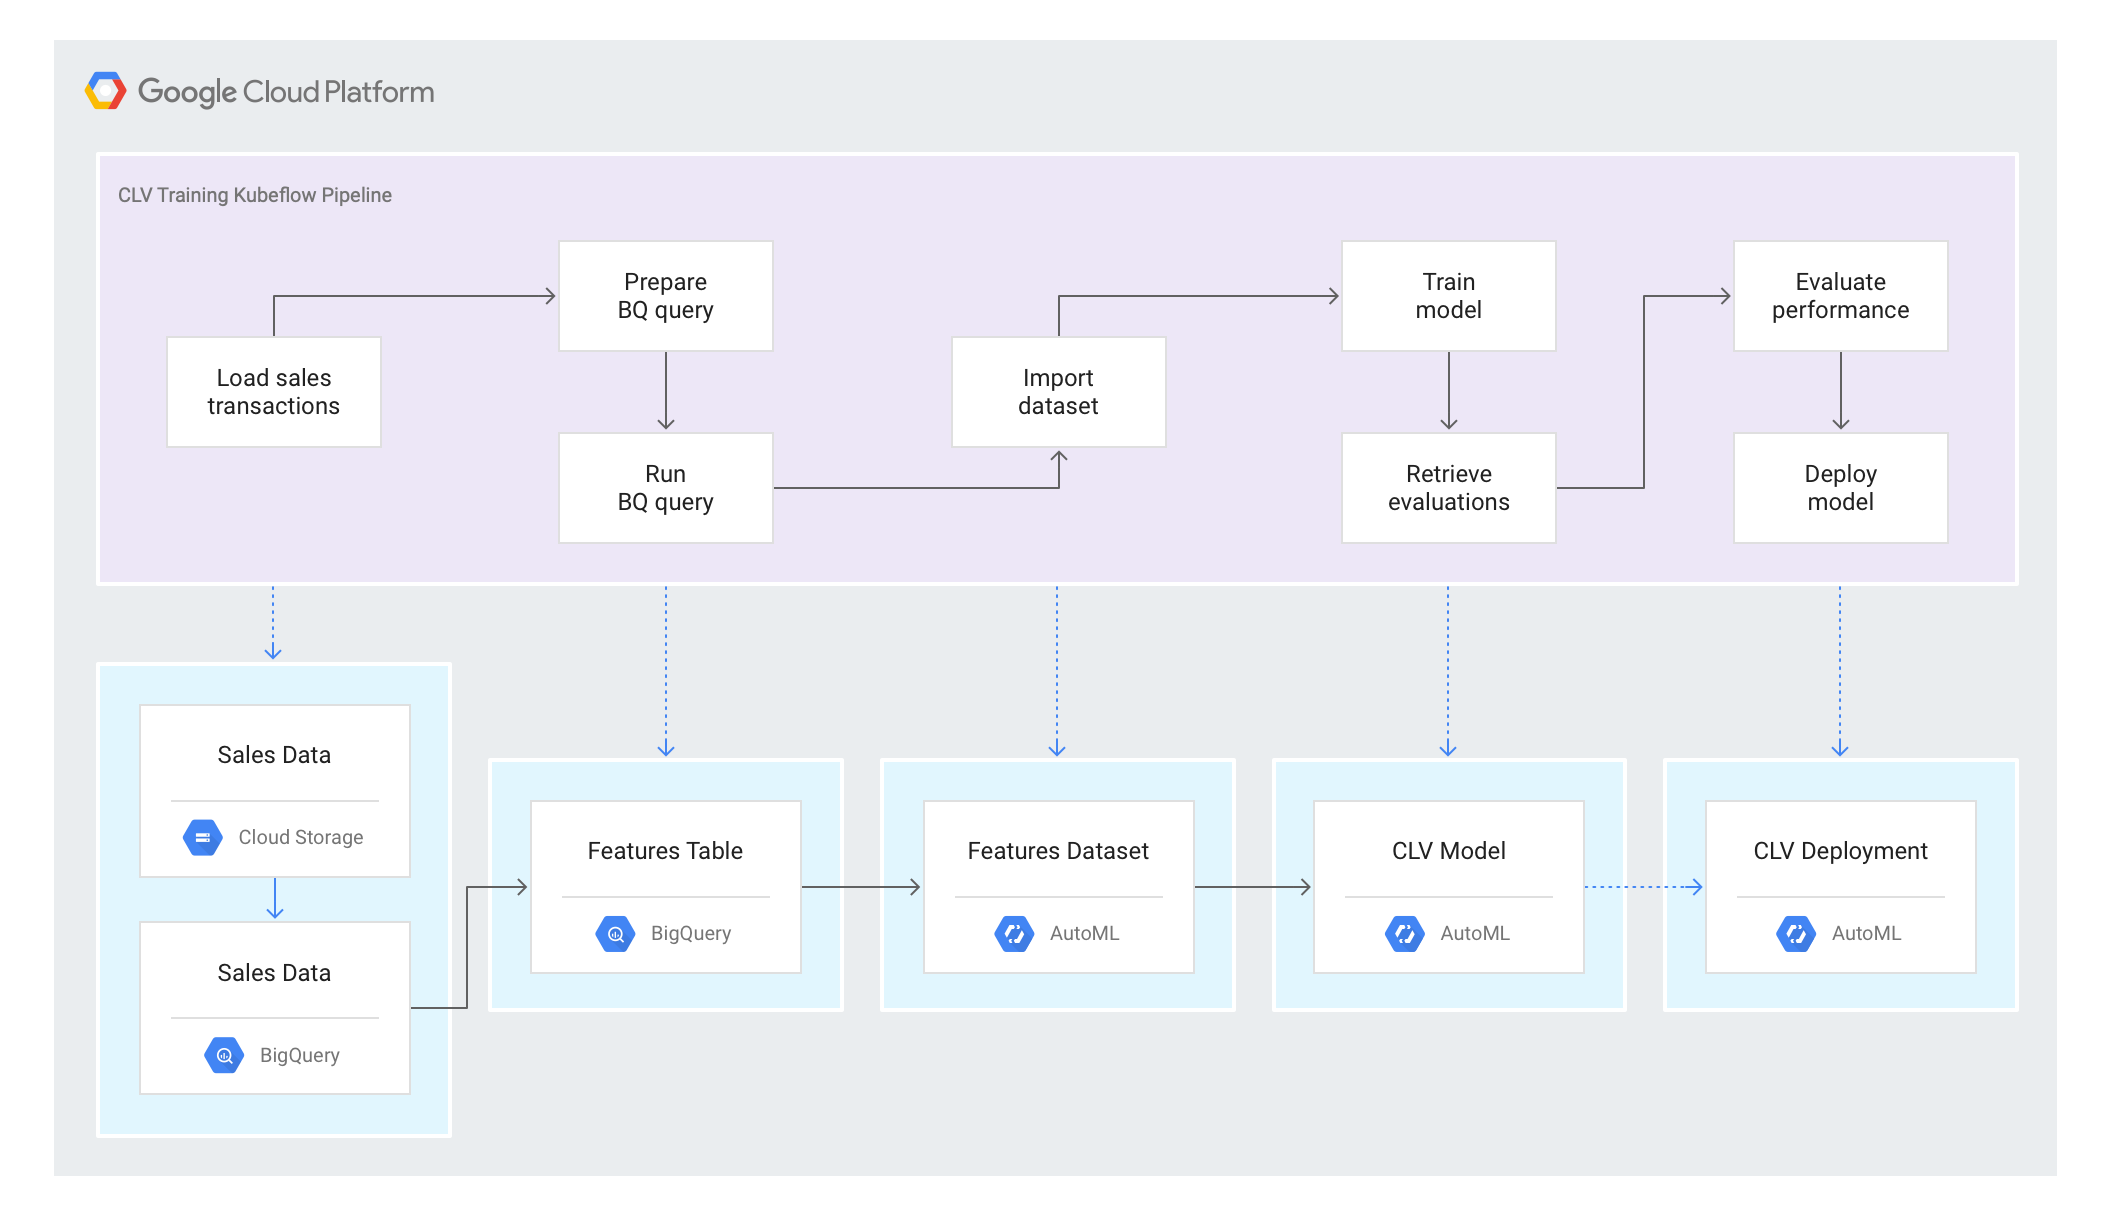 Google Cloud Platform
CLV Training Kubeflow Pipeline
Load sales
transactions
Prepare
BQ query
Run
BQ query
Import
dataset
Train
model
Retrieve
evaluations
Evaluate
performance
Deploy
model
Sales Data
Cloud Storage
Sales Data
BigQuery
Features Table
BigQuery
Features Dataset
AutoML
CLV Model
AutoML
CLV Deployment
AutoML